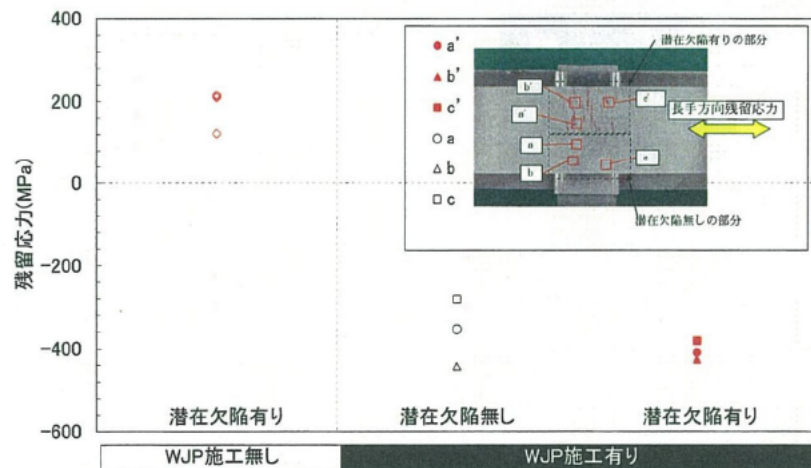 400
200
0
-200
-400
-600
残留応力(MPa)
a'
b'
c'
a
b
c
潜在欠陥有りの部分
b'
c'
a'
長手方向残留応力
a
b
潜在欠陥無しの部分
潜在欠陥有り
潜在欠陥無し
潜在欠陥有り
WJP施工無し
WJP施工有り